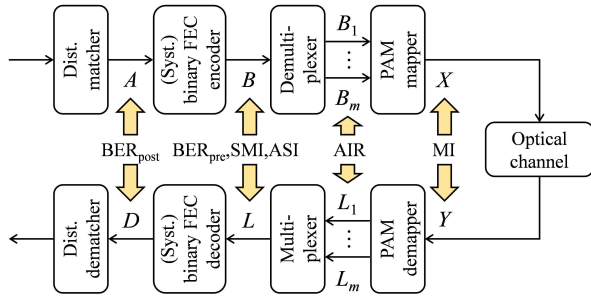 Dist.
matcher
A
(Syst.)
binary FEC
encoder
B
Demulti-
plexer
B1
⋮
Bm
PAM
mapper
X
Optical
channel
BERpost
BERpre,SMI,ASI
AIR
MI
Dist.
dematcher
D
(Syst.)
binary FEC
decoder
L
Multi-
plexer
L1
⋮
Lm
PAM
demapper
Y